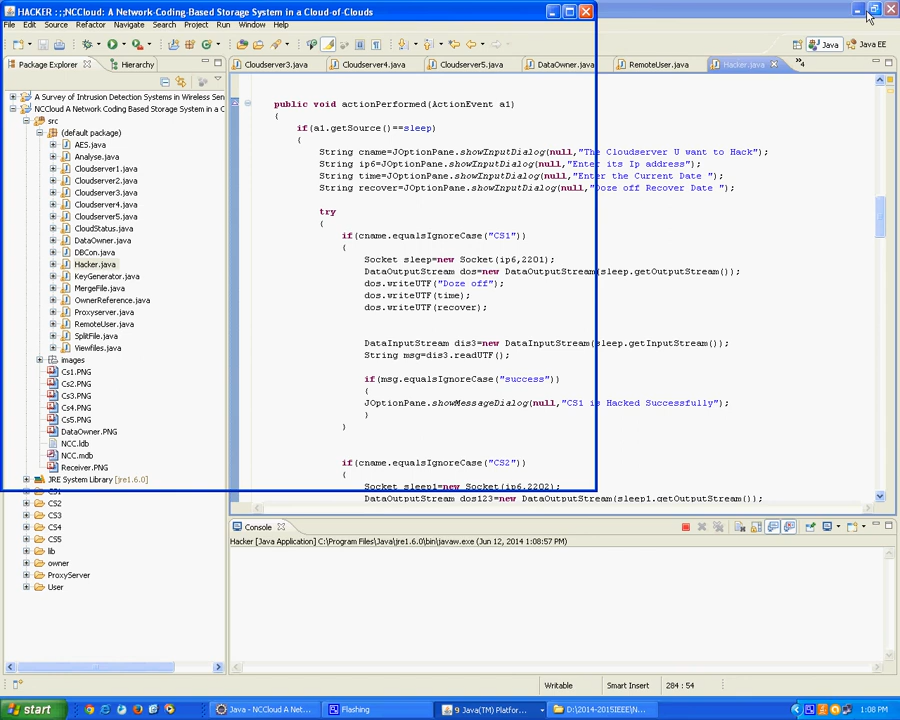 HACKER :;;NCCloud: A Network-Coding-Based Storage System in a Cloud-of-Clouds
File Edit Source Refactor Navigate Search Project Run Window Help
Java Java EE
Package Explorer Hierarchy
Cloudserver3.java Cloudserver4.java Cloudserver5.java DataOwner.java RemoteUser.java Hacker.java 4
A Survey of Intrusion Detection Systems in Wireless Sen
NCCloud A Network Coding Based Storage System in a C
src
(default package)
AES.java
Analyse.java
Cloudserver1.java
Cloudserver2.java
Cloudserver3.java
Cloudserver4.java
Cloudserver5.java
CloudStatus.java
DataOwner.java
DBCon.java
Hacker.java
KeyGenerator.java
MergeFile.java
OwnerReference.java
Proxyserver.java
RemoteUser.java
SplitFile.java
Viewfiles.java
images
Cs1.PNG
Cs2.PNG
Cs3.PNG
Cs4.PNG
Cs5.PNG
DataOwner.PNG
NCC.ldb
NCC.mdb
Receiver.PNG
JRE System Library [jre1.6.0]
CS1
CS2
CS3
CS4
CS5
lib
owner
ProxyServer
User
public void actionPerformed(ActionEvent a1)
{
if(a1.getSource()==sleep)
{
String cname=JOptionPane.showInputDialog(null,"The Cloudserver U want to Hack");
String ip6=JOptionPane.showInputDialog(null,"Enter its Ip address");
String time=JOptionPane.showInputDialog(null,"Enter the Current Date ");
String recover=JOptionPane.showInputDialog(null,"Doze off Recover Date ");
try
{
if(cname.equalsIgnoreCase("CS1"))
{
Socket sleep=new Socket(ip6,2201);
DataOutputStream dos=new DataOutputStream(sleep.getOutputStream());
dos.writeUTF("Doze off");
dos.writeUTF(time);
dos.writeUTF(recover);
DataInputStream dis3=new DataInputStream(sleep.getInputStream());
String msg=dis3.readUTF();
if(msg.equalsIgnoreCase("success"))
{
JOptionPane.showMessageDialog(null,"CS1 is Hacked Successfully");
}
}
if(cname.equalsIgnoreCase("CS2"))
{
Socket sleep1=new Socket(ip6,2202);
DataOutputStream dos123=new DataOutputStream(sleep1.getOutputStream());
Console
Hacker [Java Application] C:\Program Files\Java\jre1.6.0\bin\javaw.exe (Jun 12, 2014 1:08:57 PM)
Writable Smart Insert 284 : 54
start Java - NCCloud A Net... Flashing 9 Java(TM) Platfor... D:\2014-2015IEEE\N... 1:08 PM